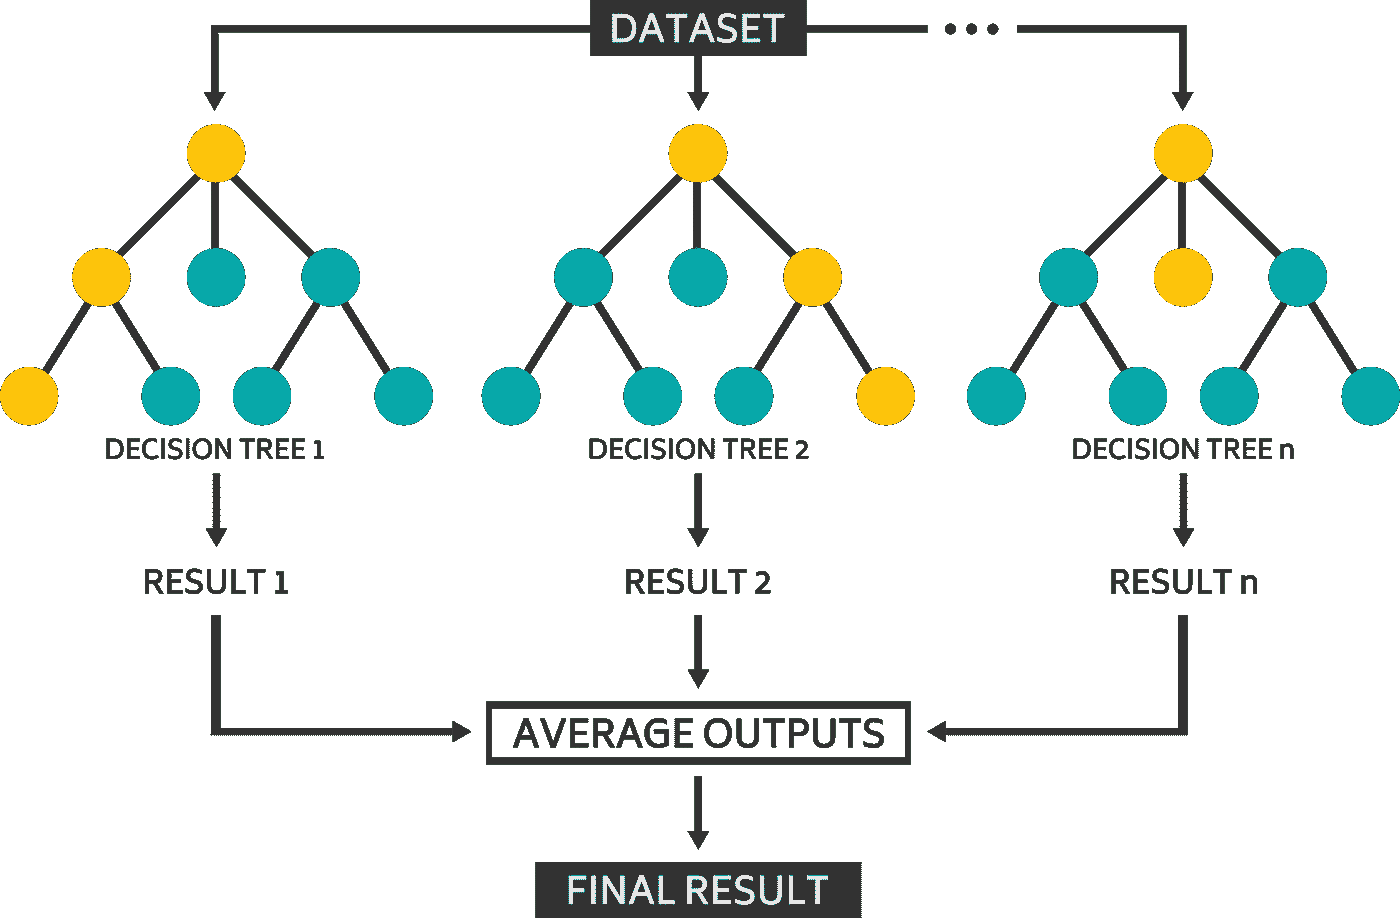 DATASET
DECISION TREE 1
DECISION TREE 2
DECISION TREE n
RESULT 1
RESULT 2
RESULT n
AVERAGE OUTPUTS
FINAL RESULT